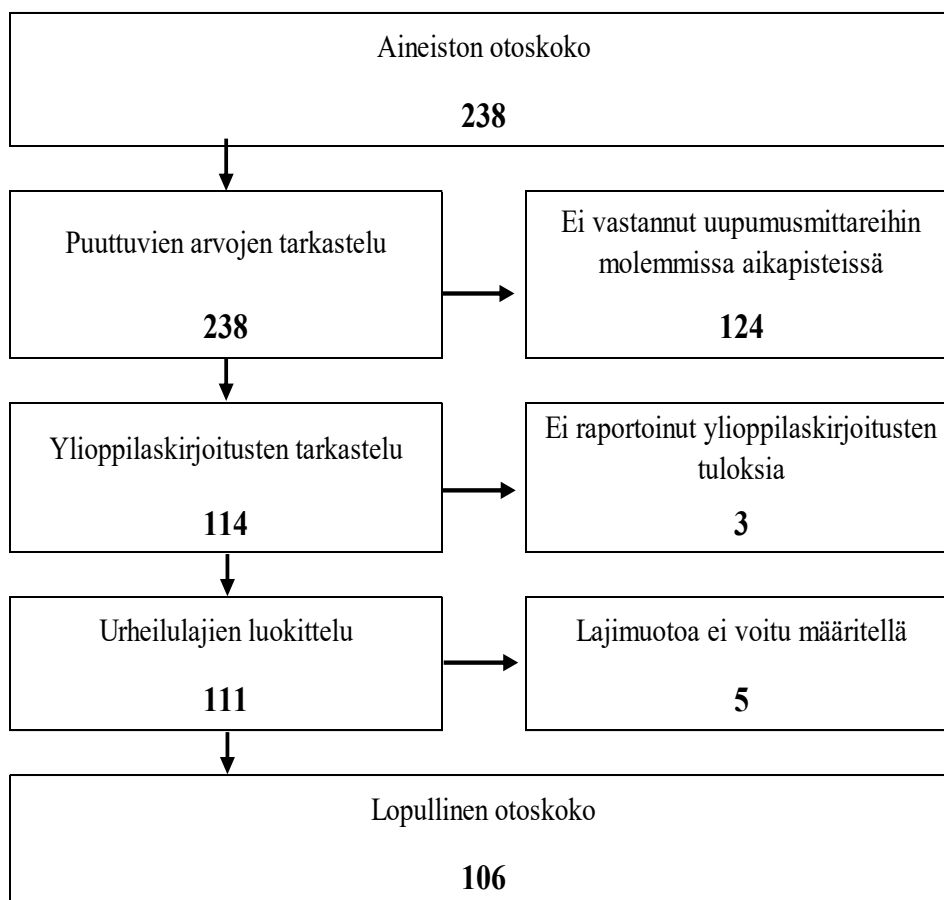 Aineiston otoskoko
238
Puuttuvien arvojen tarkastelu
238
Ei vastannut uupumusmittareihin
molemmissa aikapisteissä
124
Ylioppilaskirjoitusten tarkastelu
114
Ei raportoinut ylioppilaskirjoitusten
tuloksia
3
Urheilulajien luokittelu
111
Lajimuotoa ei voitu määritellä
5
Lopullinen otoskoko
106